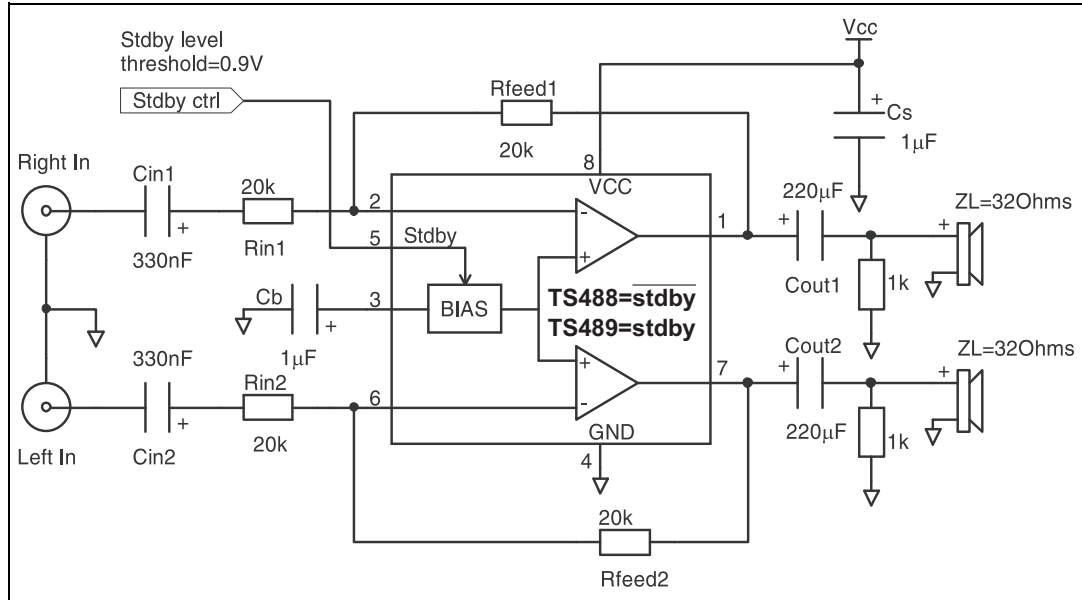 Stdby level
threshold=0.9V
Stdby ctrl
Vcc
Rfeed1
20k
+
Cs
1µF
8
VCC
Right In
Cin1
20k
+
330nF
Rin1
2
-
5
Stdby
+
1
220µF
+
Cout1
1k
ZL=32Ohms
+
Cb
3
+
1µF
BIAS
TS488=stdby
TS489=stdby
330nF
+
Cin2
Rin2
20k
6
+
-
7
Cout2
+
220µF
1k
ZL=32Ohms
+
Left In
GND
4
20k
Rfeed2